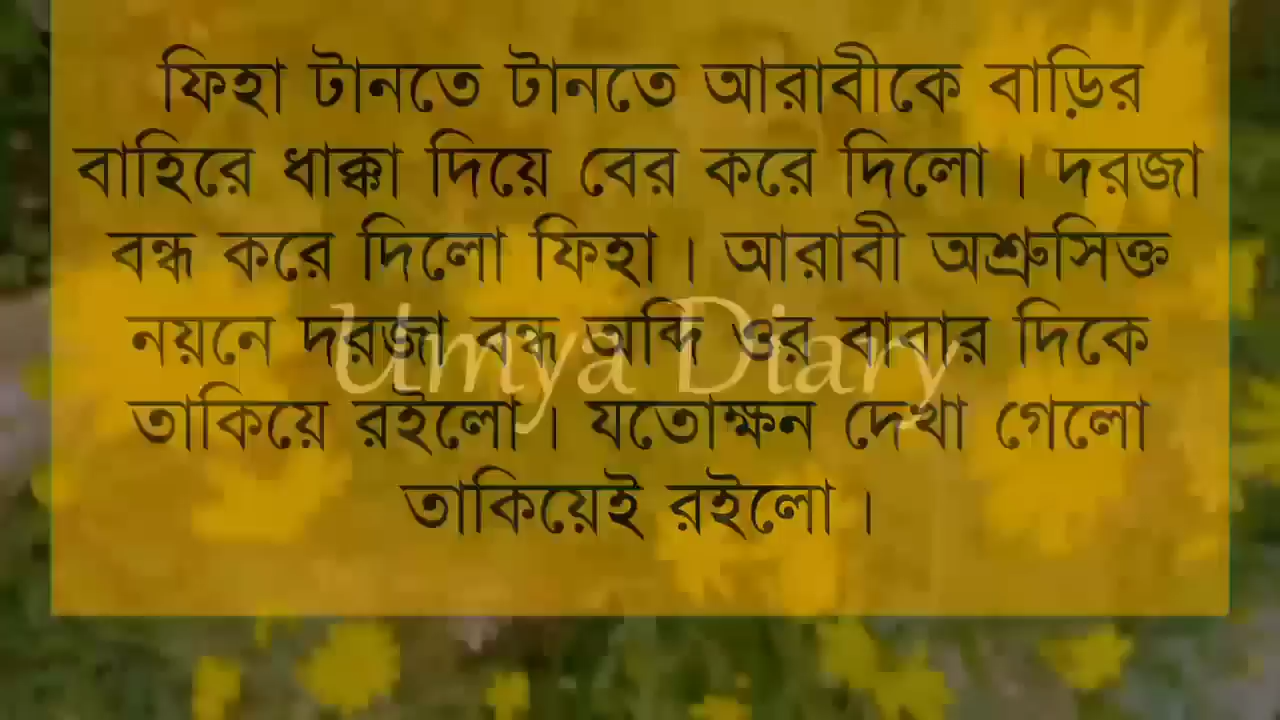 ফিহা টানতে টানতে আরাবীকে বাড়ির
বাহিরে ধাক্কা দিয়ে বের করে দিলো। দরজা
বন্ধ করে দিলো ফিহা। আরাবী অশ্রুসিক্ত
নয়নে দরজা বন্ধ অব্দি ওর বাবার দিকে
Umya Diary
তাকিয়ে রইলো। যতোক্ষন দেখা গেলো
তাকিয়েই রইলো।